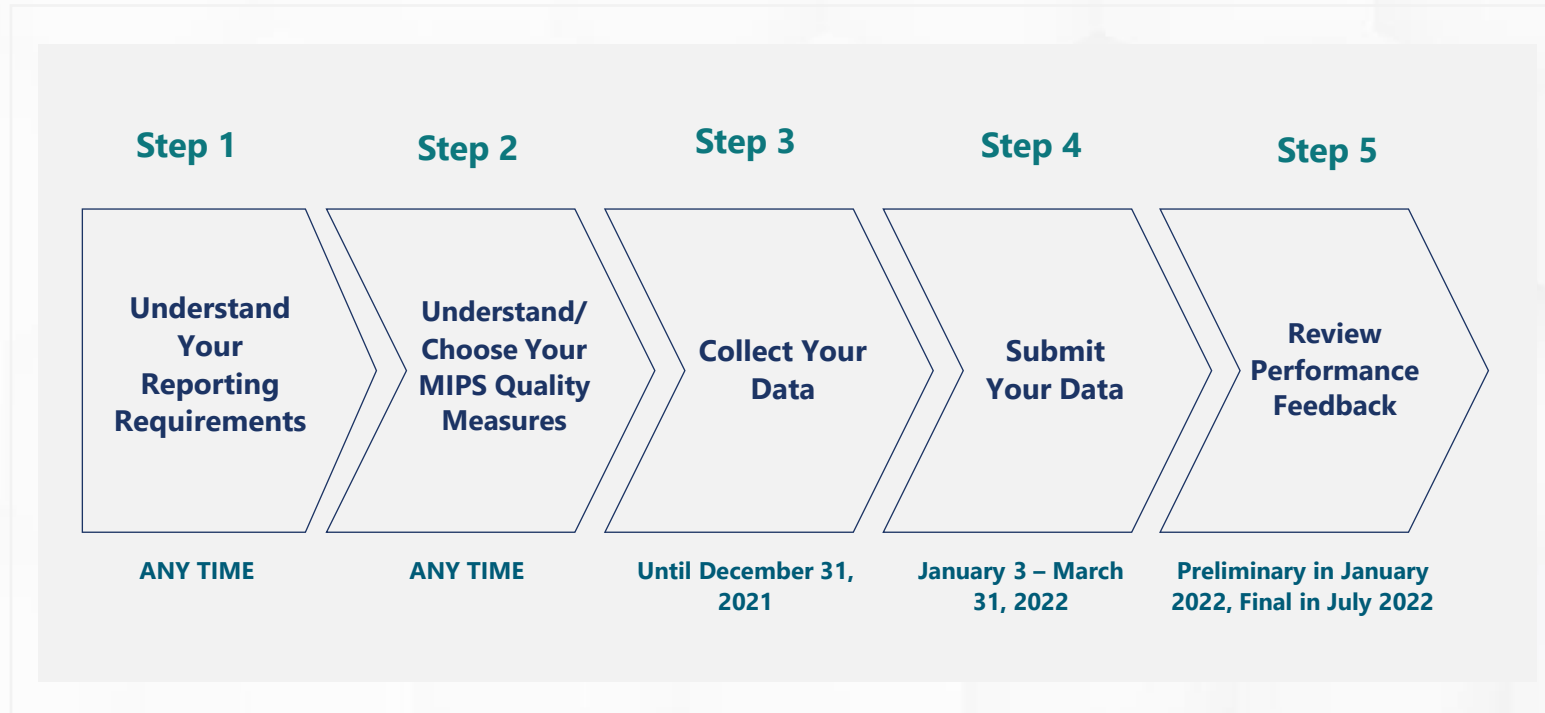 Step 1
Step 2
Step 3
Step 4
Step 5
Understand
Your
Reporting
Requirements
Understand/
Choose Your
MIPS Quality
Measures
Collect Your
Data
Submit
Your Data
Review
Performance
Feedback
ANY TIME
ANY TIME
Until December 31,
2021
January 3 – March
31, 2022
Preliminary in January
2022, Final in July 2022